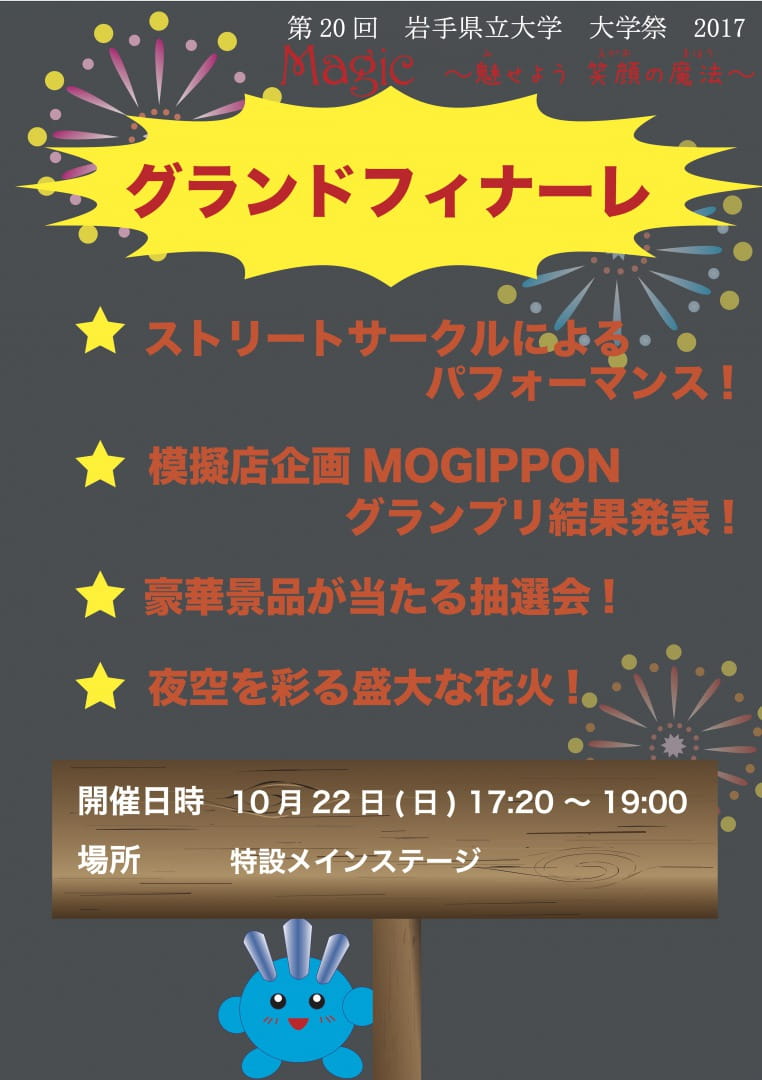 第20回　岩手県立大学　大学祭　2017
Magic ～魅せよう 笑顔の魔法～
グランドフィナーレ
ストリートサークルによる
パフォーマンス！
模擬店企画 MOGIPPON
グランプリ結果発表！
豪華景品が当たる抽選会！
夜空を彩る盛大な花火！
開催日時 10月22日(日) 17:20 ～ 19:00
場所 特設メインステージ